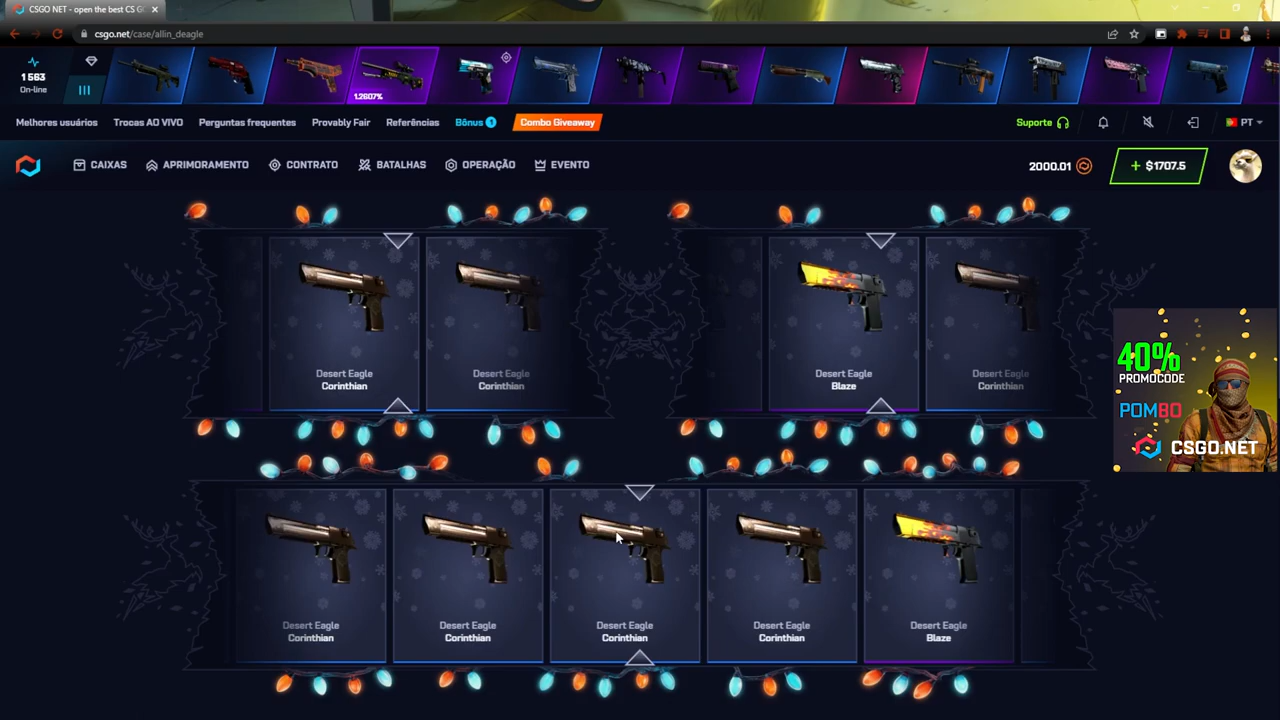 CSGO NET - open the best CS G
csgo.net/case/allin_deagle
1 563
On-line
1.2607%
Melhores usuários
Trocas AO VIVO
Perguntas frequentes
Provably Fair
Referências
Bônus 1
Combo Giveaway
Suporte
PT
CAIXAS
APRIMORAMENTO
CONTRATO
BATALHAS
OPERAÇÃO
EVENTO
2000.01
+ $1707.5
Desert Eagle
Corinthian
Desert Eagle
Corinthian
Desert Eagle
Blaze
Desert Eagle
Corinthian
40%
PROMOCODE
POMBO
CSGO.NET
Desert Eagle
Corinthian
Desert Eagle
Corinthian
Desert Eagle
Corinthian
Desert Eagle
Corinthian
Desert Eagle
Blaze